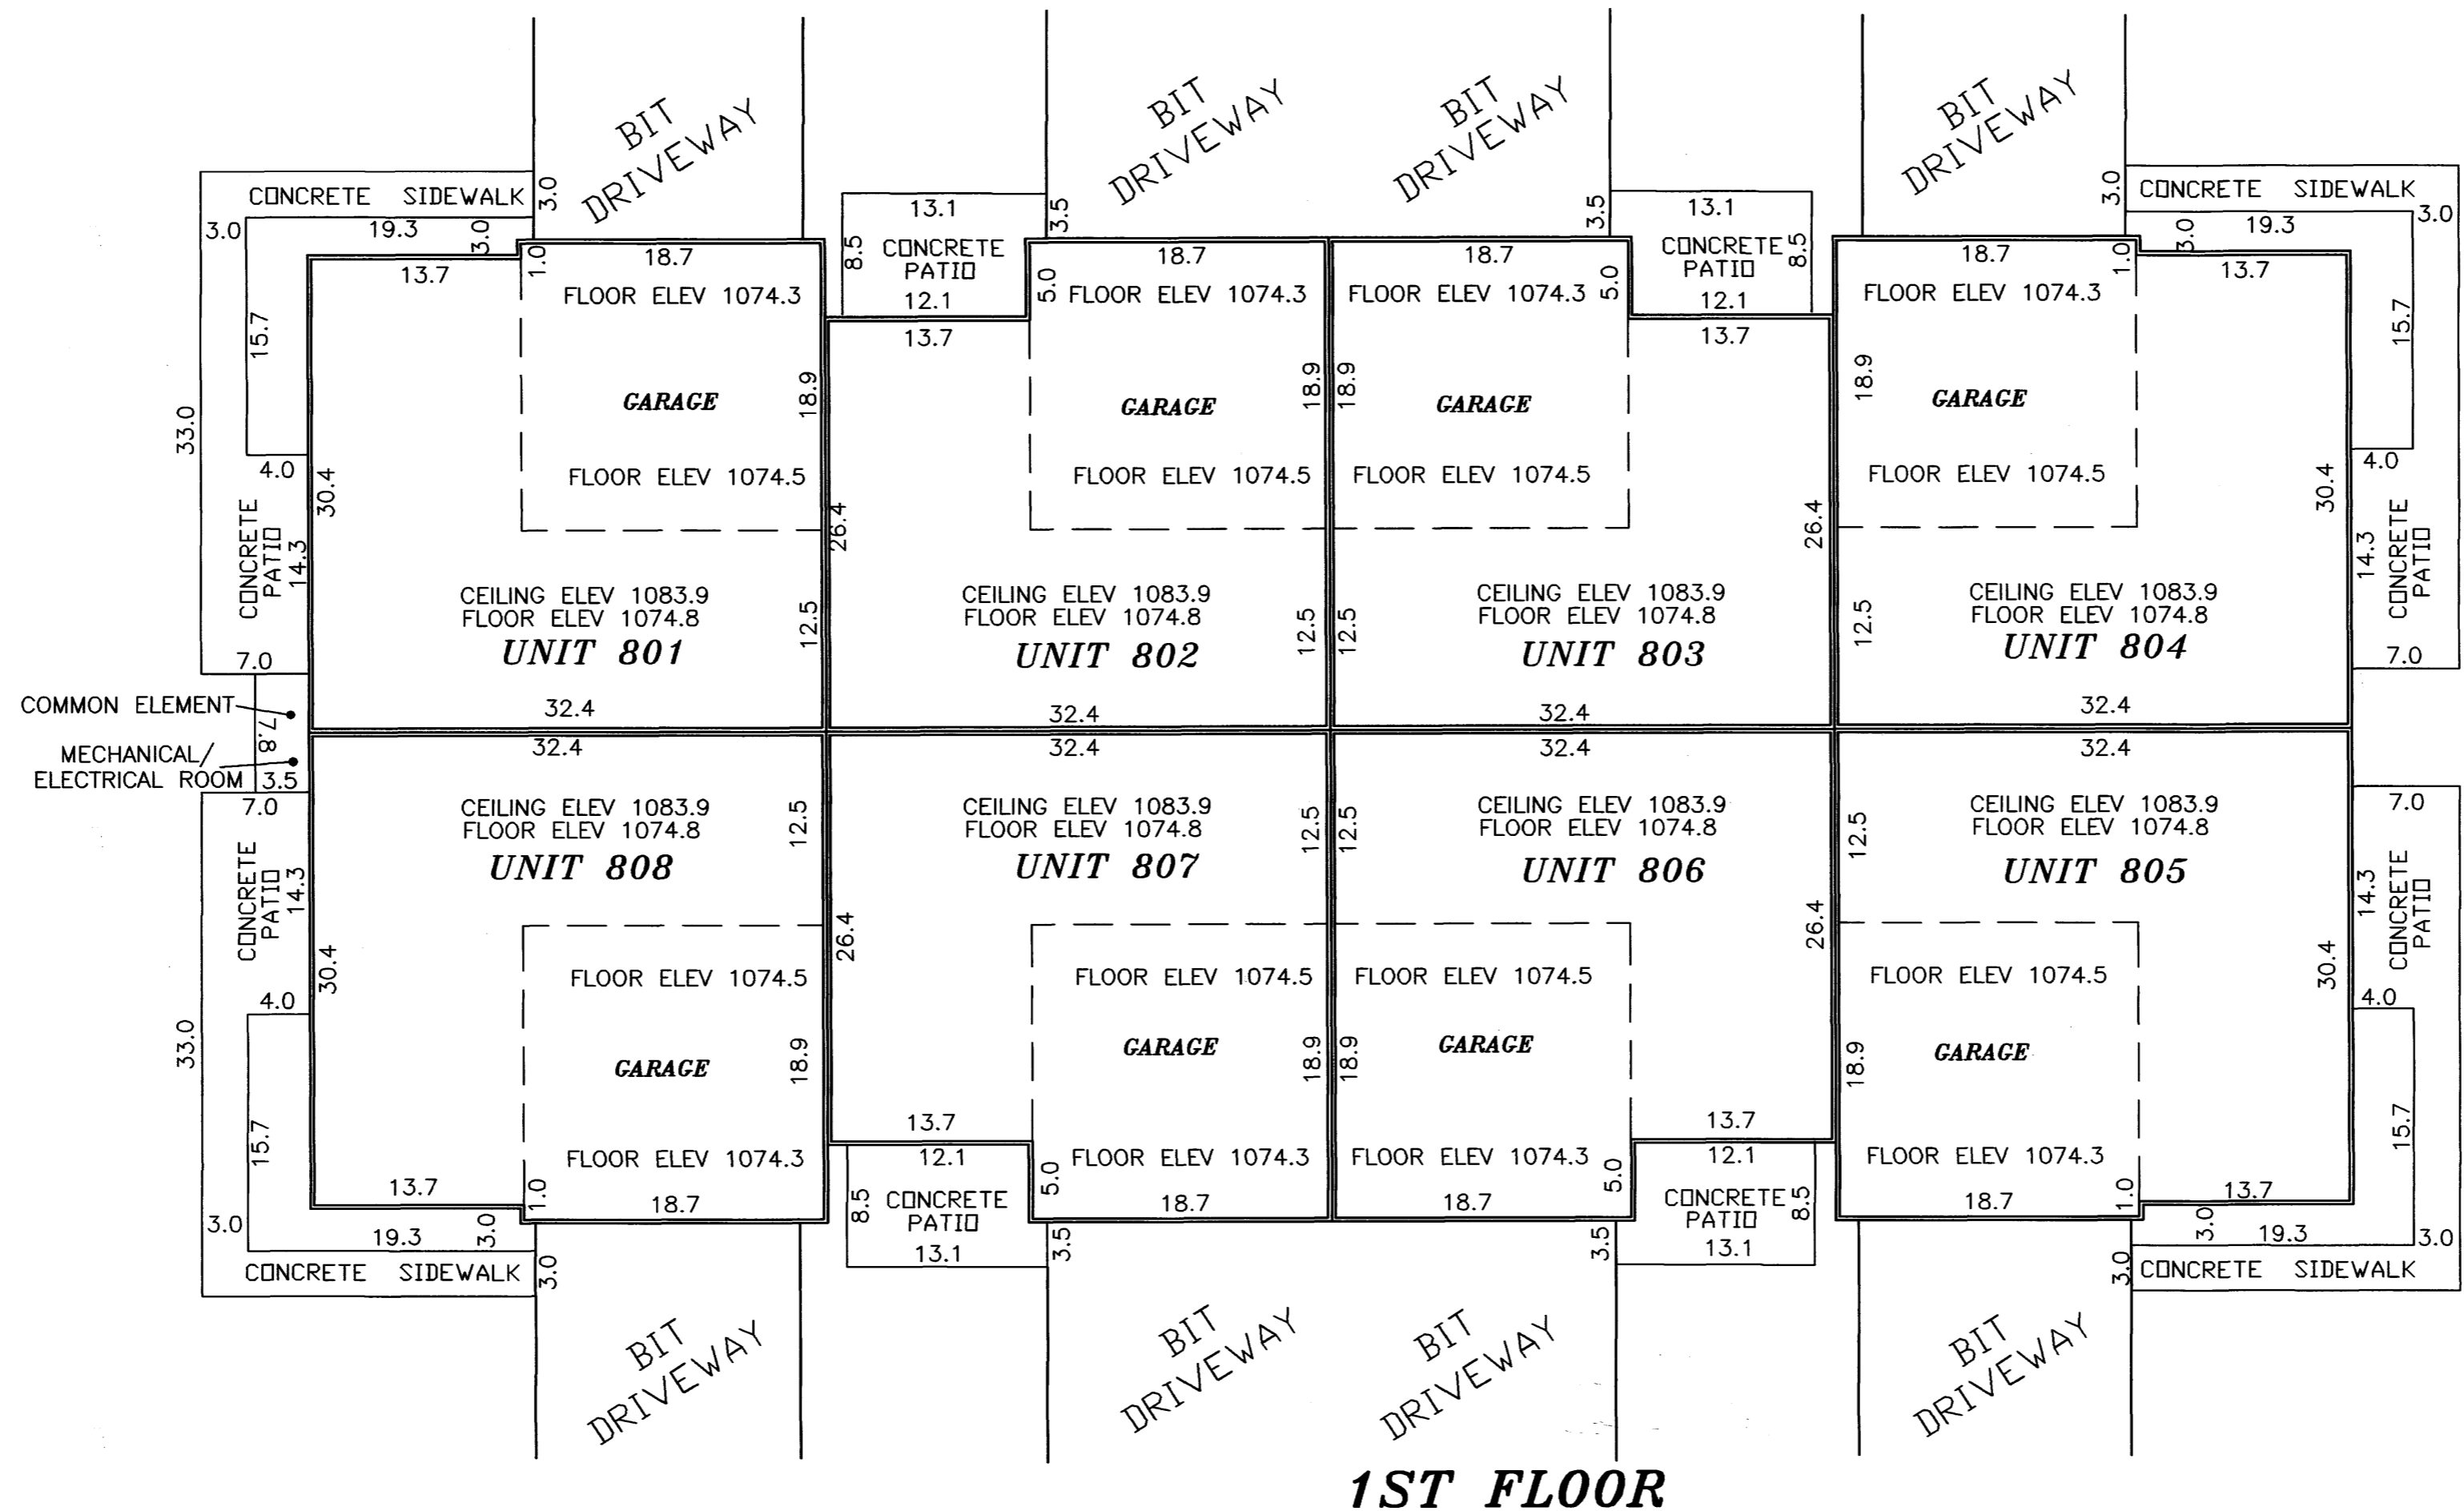 BIT
DRIVEWAY
BIT
DRIVEWAY
BIT
DRIVEWAY
BIT
DRIVEWAY
CONCRETE SIDEWALK
3.0
3.0
19.3
3.0
13.7
1.0
18.7
FLOOR ELEV 1074.3
15.7
33.0
4.0
30.4
CONCRETE
PATIO
14.3
7.0
GARAGE
18.9
FLOOR ELEV 1074.5
CEILING ELEV 1083.9
FLOOR ELEV 1074.8
12.5
UNIT 801
32.4
13.1
3.5
8.5
CONCRETE
PATIO
12.1
5.0
18.7
FLOOR ELEV 1074.3
13.7
18.9
GARAGE
FLOOR ELEV 1074.5
26.4
CEILING ELEV 1083.9
FLOOR ELEV 1074.8
12.5
UNIT 802
32.4
3.5
13.1
CONCRETE
PATIO
8.5
12.1
18.7
5.0
FLOOR ELEV 1074.3
13.7
18.9
GARAGE
FLOOR ELEV 1074.5
26.4
CEILING ELEV 1083.9
FLOOR ELEV 1074.8
12.5
UNIT 803
32.4
3.0
CONCRETE SIDEWALK
3.0
19.3
3.0
18.7
1.0
13.7
FLOOR ELEV 1074.3
15.7
18.9
GARAGE
FLOOR ELEV 1074.5
4.0
30.4
14.3
CONCRETE
PATIO
7.0
CEILING ELEV 1083.9
FLOOR ELEV 1074.8
12.5
UNIT 804
32.4
COMMON ELEMENT
7.8
MECHANICAL/
ELECTRICAL ROOM
3.5
7.0
32.4
CEILING ELEV 1083.9
FLOOR ELEV 1074.8
12.5
UNIT 808
CONCRETE
PATIO
14.3
30.4
4.0
33.0
FLOOR ELEV 1074.5
GARAGE
18.9
15.7
FLOOR ELEV 1074.3
13.7
1.0
18.7
3.0
19.3
3.0
CONCRETE SIDEWALK
3.0
32.4
CEILING ELEV 1083.9
FLOOR ELEV 1074.8
12.5
UNIT 807
26.4
FLOOR ELEV 1074.5
GARAGE
18.9
13.7
FLOOR ELEV 1074.3
12.1
5.0
18.7
8.5
CONCRETE
PATIO
13.1
3.5
32.4
CEILING ELEV 1083.9
FLOOR ELEV 1074.8
12.5
UNIT 806
26.4
FLOOR ELEV 1074.5
GARAGE
18.9
13.7
FLOOR ELEV 1074.3
12.1
5.0
18.7
CONCRETE
PATIO
8.5
13.1
3.5
32.4
7.0
CEILING ELEV 1083.9
FLOOR ELEV 1074.8
12.5
UNIT 805
14.3
CONCRETE
PATIO
30.4
4.0
FLOOR ELEV 1074.5
GARAGE
18.9
15.7
FLOOR ELEV 1074.3
1.0
18.7
13.7
3.0
19.3
3.0
3.0
CONCRETE SIDEWALK
BIT
DRIVEWAY
BIT
DRIVEWAY
BIT
DRIVEWAY
BIT
DRIVEWAY
1ST FLOOR